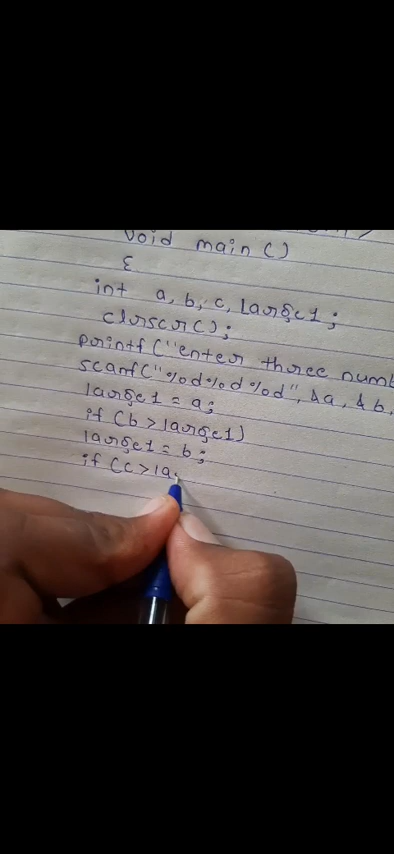 void main()
{
int a, b, c, large1;
clrscr();
printf("enter three numb
scanf("%d%d%d", &a, &b,
large1 = a;
if (b > large1)
large1 = b;
if (c > la